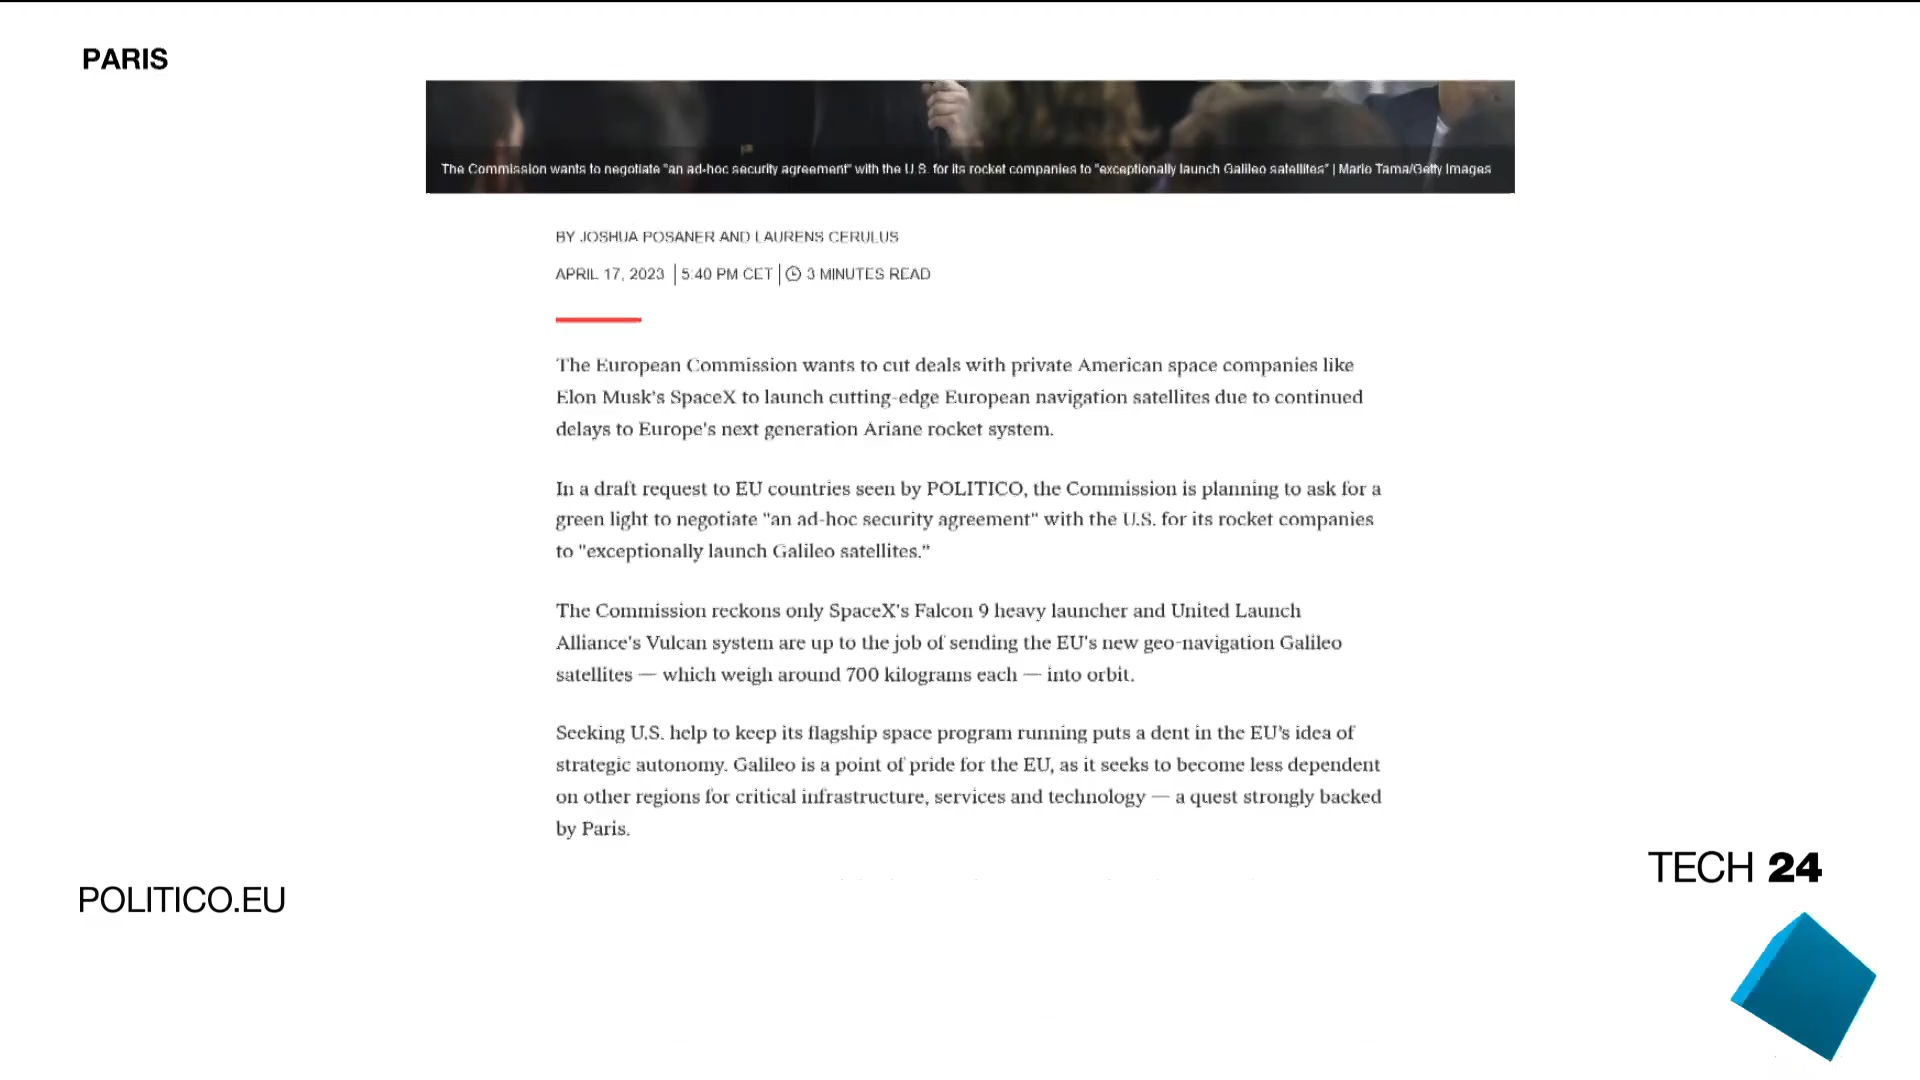 PARIS
The Commission wants to negotiate "an ad-hoc security agreement" with the U.S. for its rocket companies to "exceptionally launch Galileo satellites" | Mario Tama/Getty Images
BY JOSHUA POSANER AND LAURENS CERULUS
APRIL 17, 2023 | 5:40 PM CET | 3 MINUTES READ
The European Commission wants to cut deals with private American space companies like
Elon Musk's SpaceX to launch cutting-edge European navigation satellites due to continued
delays to Europe's next generation Ariane rocket system.
In a draft request to EU countries seen by POLITICO, the Commission is planning to ask for a
green light to negotiate "an ad-hoc security agreement" with the U.S. for its rocket companies
to "exceptionally launch Galileo satellites."
The Commission reckons only SpaceX's Falcon 9 heavy launcher and United Launch
Alliance's Vulcan system are up to the job of sending the EU's new geo-navigation Galileo
satellites — which weigh around 700 kilograms each — into orbit.
Seeking U.S. help to keep its flagship space program running puts a dent in the EU's idea of
strategic autonomy. Galileo is a point of pride for the EU, as it seeks to become less dependent
on other regions for critical infrastructure, services and technology — a quest strongly backed
by Paris.
TECH 24
POLITICO.EU